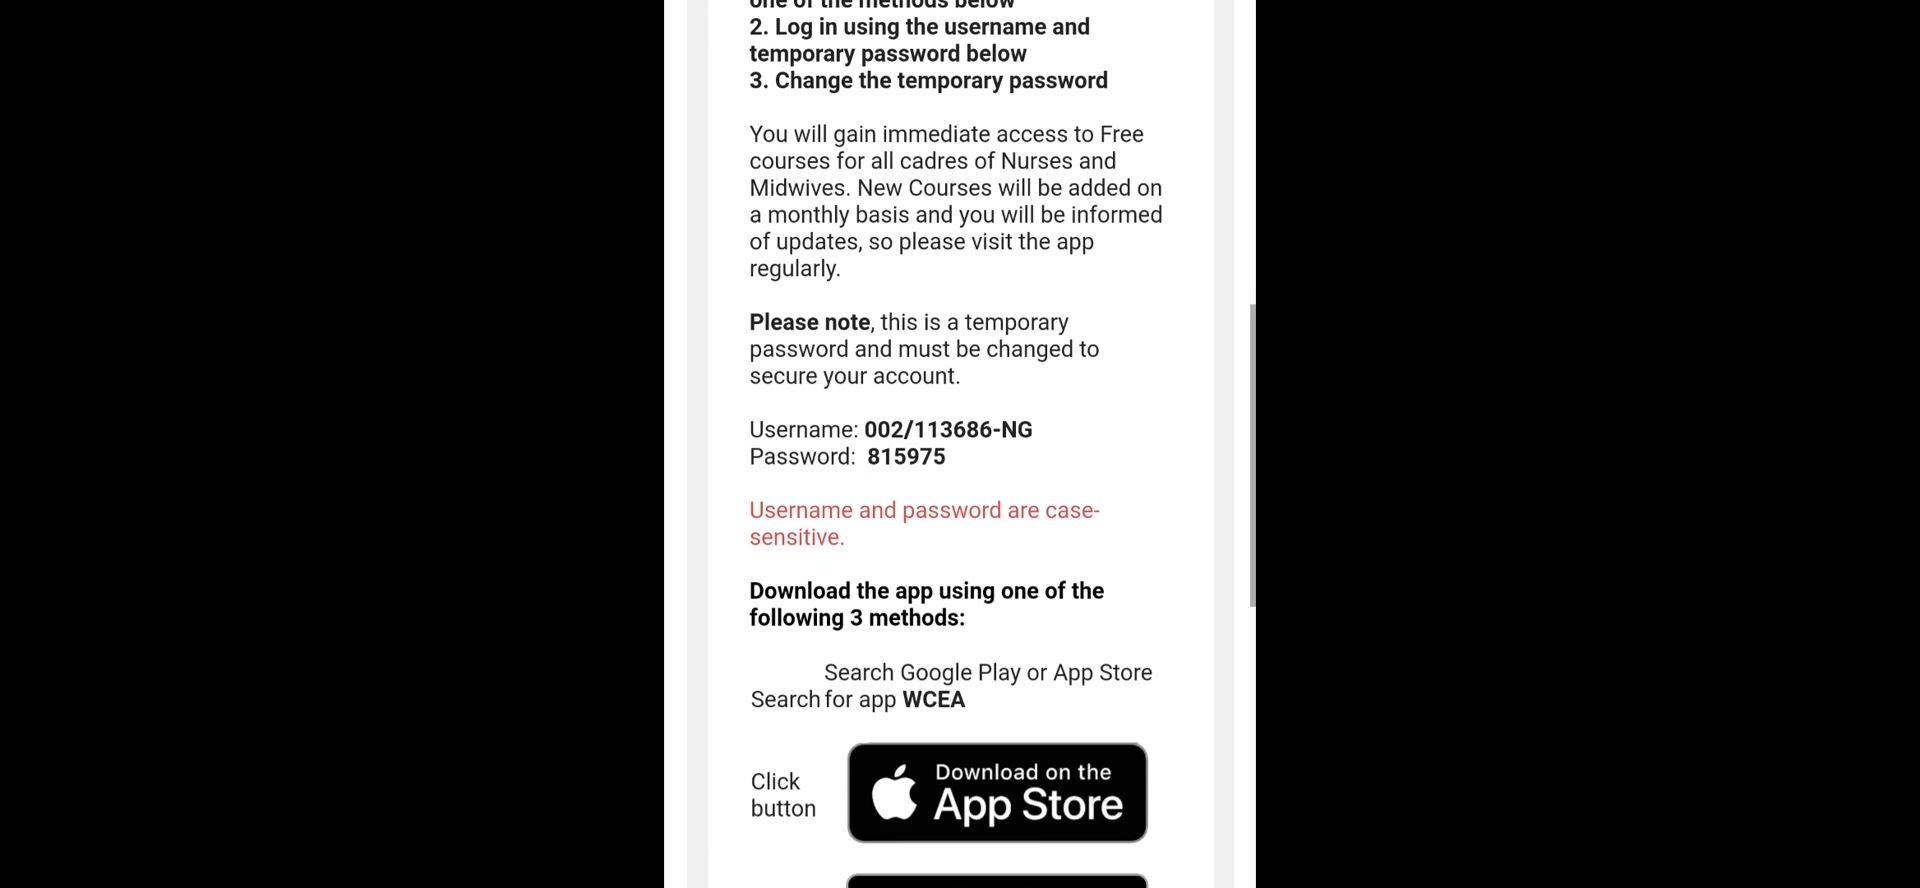 one of the methods below
2. Log in using the username and
temporary password below
3. Change the temporary password
You will gain immediate access to Free
courses for all cadres of Nurses and
Midwives. New Courses will be added on
a monthly basis and you will be informed
of updates, so please visit the app
regularly.
Please note, this is a temporary
password and must be changed to
secure your account.
Username: 002/113686-NG
Password: 815975
Username and password are case-
sensitive.
Download the app using one of the
following 3 methods:
Search Google Play or App Store
Search for app WCEA
Click
button
Download on the
App Store